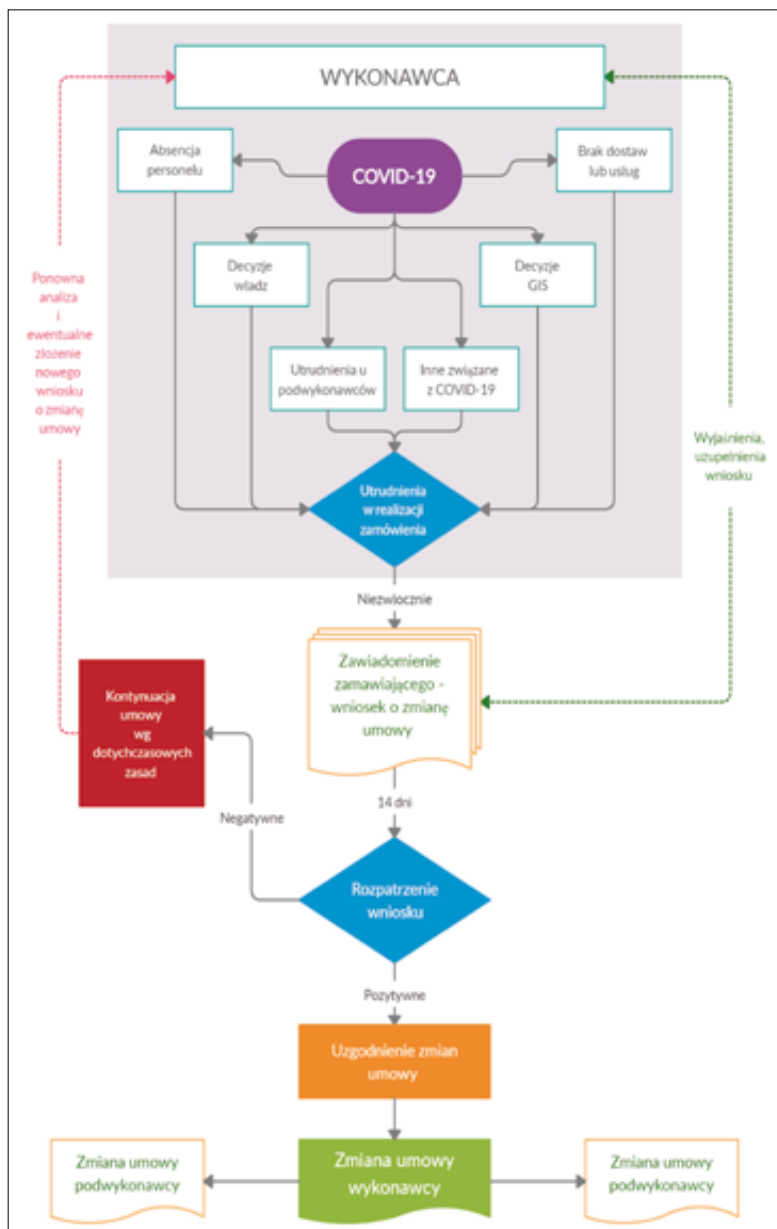 WYKONAWCA
Absencja
personelu
COVID-19
Brak dostaw
lub usług
Decyzje
władz
Decyzje
GIS
Utrudnienia u
podwykonawców
Inne związane
z COVID-19
Utrudnienia
w realizacji
zamówienia
Ponowna
analiza
i
ewentualne
złożenie
nowego
wniosku
o zmianę
umowy
Wyjaśnienia,
uzupełnienia
wniosku
Niezwłocznie
Zawiadomienie
zamawiającego -
wniosek o zmianę
umowy
Kontynuacja
umowy
wg
dotychczasowych
zasad
14 dni
Negatywne
Rozpatrzenie
wniosku
Pozytywne
Uzgodnienie zmian
umowy
Zmiana umowy
podwykonawcy
Zmiana umowy
wykonawcy
Zmiana umowy
podwykonawcy